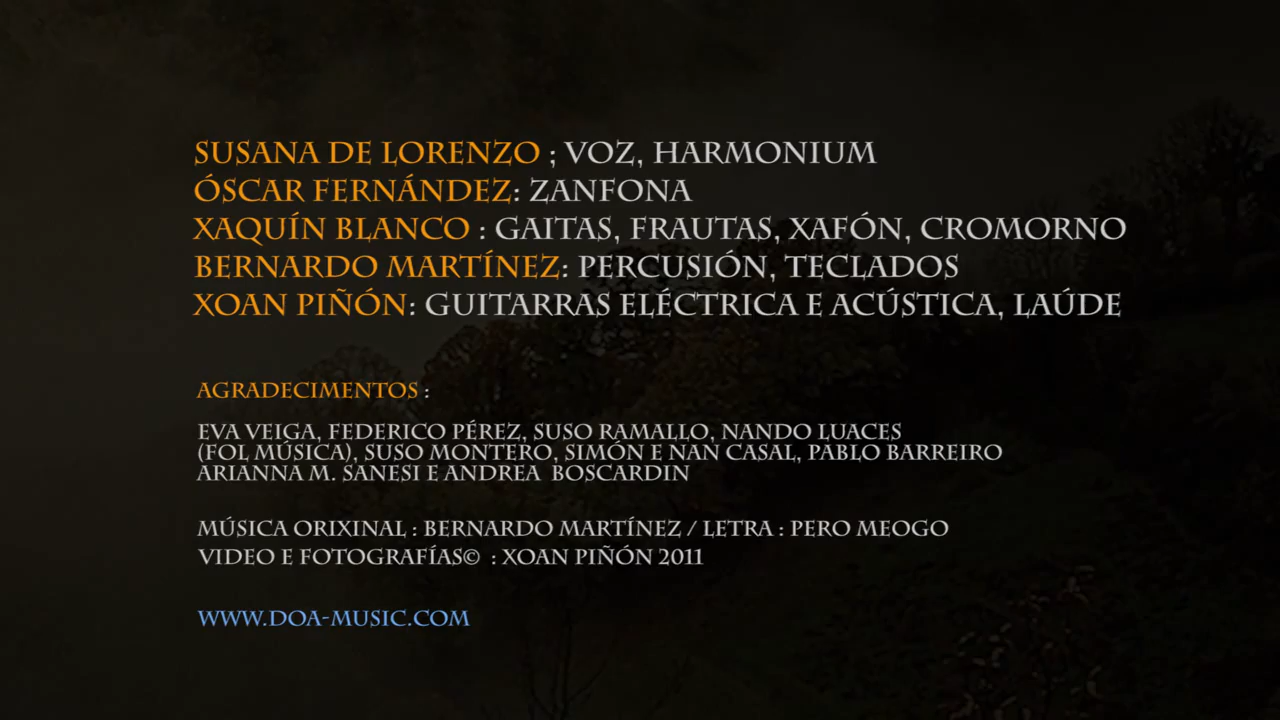 SUSANA DE LORENZO ; VOZ, HARMONIUM
ÓSCAR FERNÁNDEZ: ZANFONA
XAQUÍN BLANCO : GAITAS, FRAUTAS, XAFÓN, CROMORNO
BERNARDO MARTÍNEZ: PERCUSIÓN, TECLADOS
XOAN PIÑÓN: GUITARRAS ELÉCTRICA E ACÚSTICA, LAÚDE
AGRADECIMENTOS :
EVA VEIGA, FEDERICO PÉREZ, SUSO RAMALLO, NANDO LUACES
(FOL MÚSICA), SUSO MONTERO, SIMÓN E NAN CASAL, PABLO BARREIRO
ARIANNA M. SANESI E ANDREA BOSCARDIN
MÚSICA ORIXINAL : BERNARDO MARTÍNEZ / LETRA : PERO MEOGO
VIDEO E FOTOGRAFÍAS© : XOAN PIÑÓN 2011
WWW.DOA-MUSIC.COM